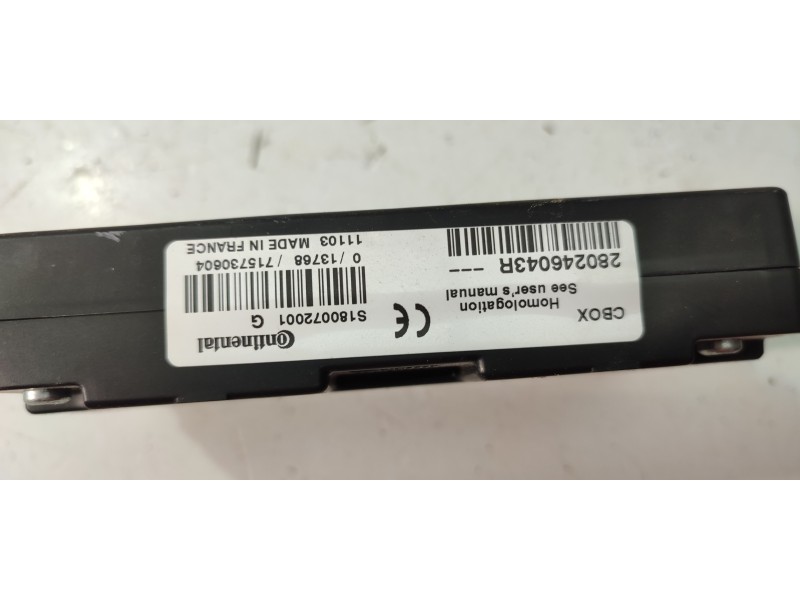 CBOX
Homologation
See user's manual
280246043R ---
CE
Continental
S180072001 G
0 / 13768 / 715730604
11103 MADE IN FRANCE